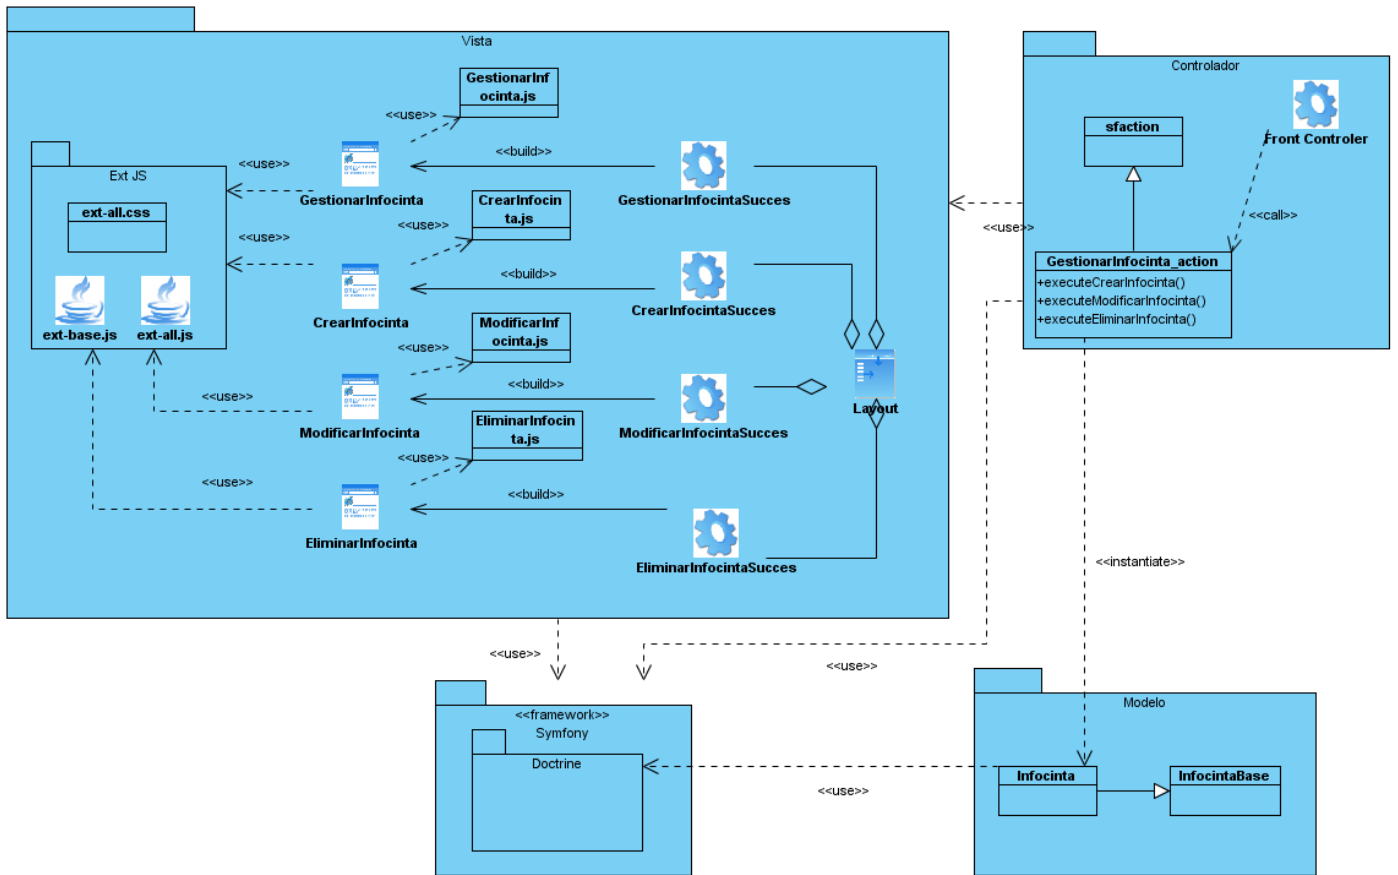 Vista
GestionarInf
ocinta.js
<<use>>
<<build>>
<<use>>
GestionarInfocinta
GestionarInfocintaSucces
Ext JS
ext-all.css
ext-base.js
ext-all.js
CrearInfocin
ta.js
<<use>>
<<use>>
<<build>>
CrearInfocinta
CrearInfocintaSucces
ModificarInf
ocinta.js
<<use>>
<<build>>
<<use>>
ModificarInfocinta
ModificarInfocintaSucces
Layout
EliminarInfocin
ta.js
<<use>>
<<use>>
<<build>>
EliminarInfocinta
EliminarInfocintaSucces
Controlador
sfaction
Front Controler
<<call>>
<<use>>
GestionarInfocinta_action
+executeCrearInfocinta()
+executeModificarInfocinta()
+executeEliminarInfocinta()
<<instantiate>>
<<use>>
<<use>>
<<framework>>
Symfony
Doctrine
<<use>>
Modelo
Infocinta
InfocintaBase